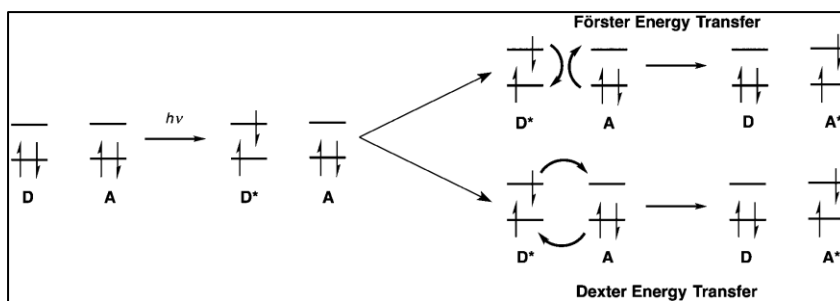 Förster Energy Transfer
D* A D A*
hν
D A D* A
D* A D A*
Dexter Energy Transfer